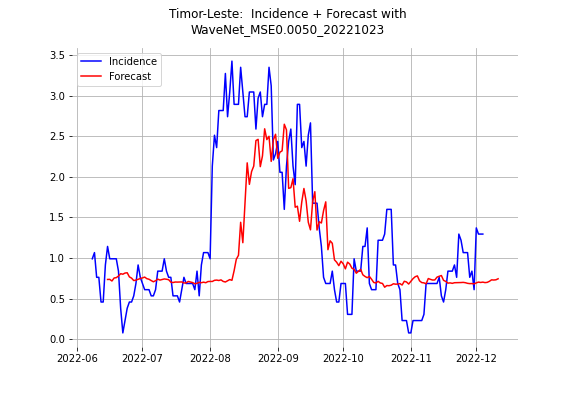 Timor-Leste:  Incidence + Forecast with
WaveNet_MSE0.0050_20221023
Incidence
Forecast
3.5
3.0
2.5
2.0
1.5
1.0
0.5
0.0
2022-06 2022-07 2022-08 2022-09 2022-10 2022-11 2022-12